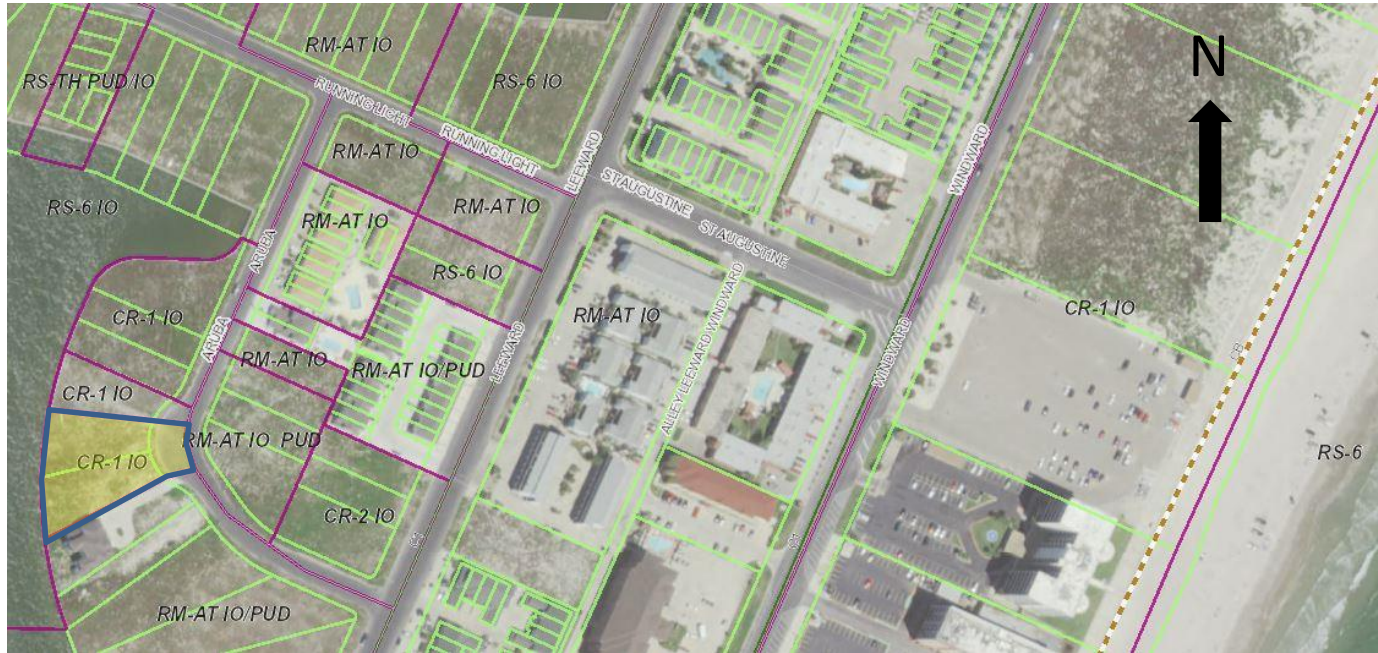 RM-AT IO
N
RS-TH PUD/IO
RS-6 IO
RUNNING LIGHT
RUNNING LIGHT
RM-AT IO
LEEWARD
ST AUGUSTINE
ST AUGUSTINE
WINDWARD
RS-6 IO
RM-AT IO
RM-AT IO
ARUBA
RS-6 IO
ALLEY LEEWARD WINDWARD
CR-1 IO
CR-1 IO
RM-AT IO
ARUBA
LEEWARD
WINDWARD
RM-AT IO
RM-AT IO/PUD
CR-1 IO
RM-AT IO PUD
CR-1 IO
RS-6
CR-2 IO
RM-AT IO/PUD